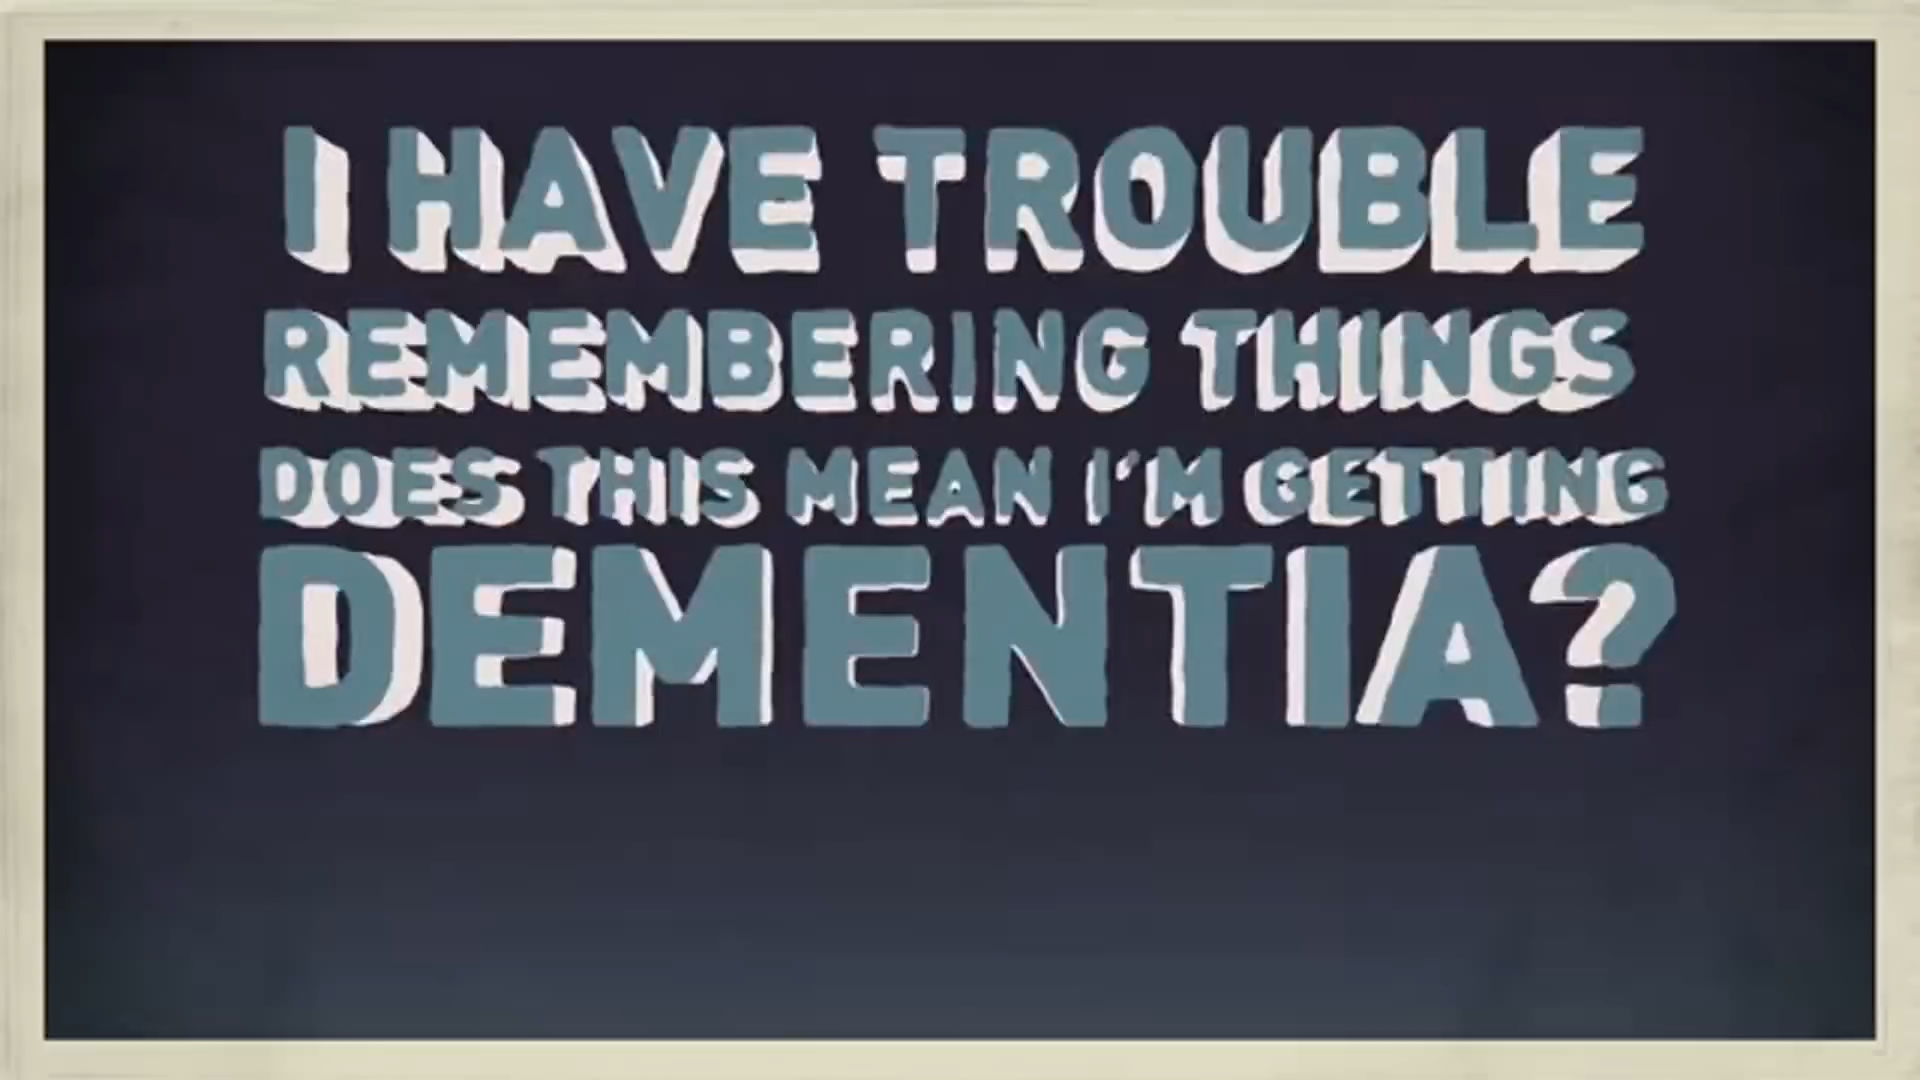 I HAVE TROUBLE
REMEMBERING THINGS
DOES THIS MEAN I'M GETTING
DEMENTIA?